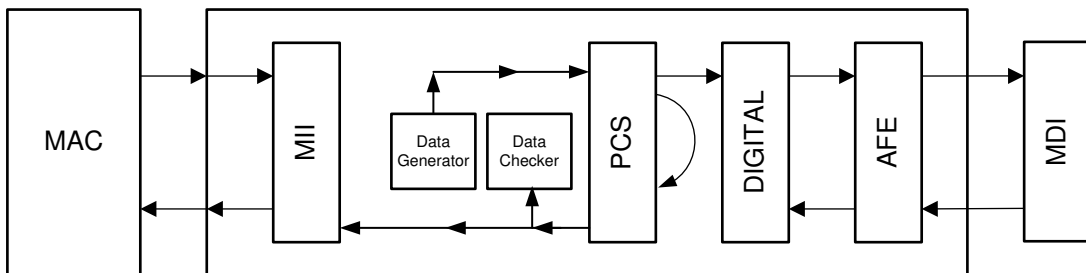 MAC
MII
Data
Generator
Data
Checker
PCS
DIGITAL
AFE
MDI